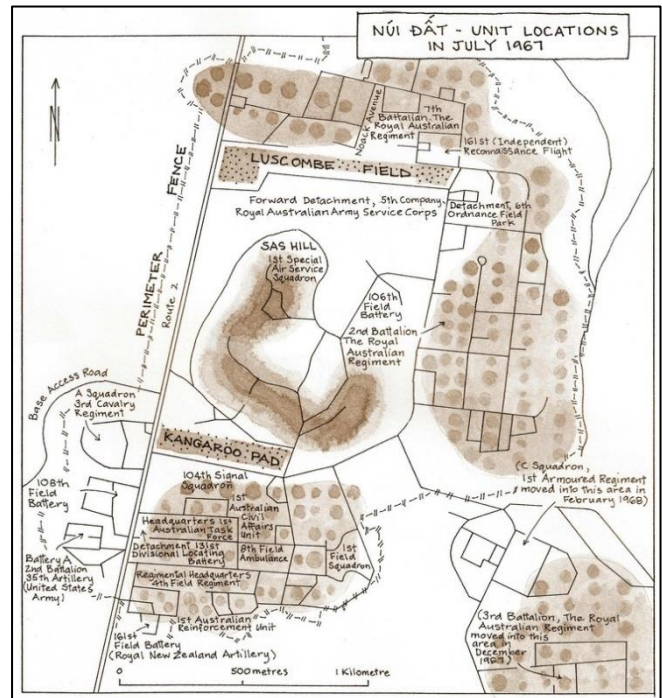 NÚI ĐẤT - UNIT LOCATIONS
IN JULY 1967
N
Noack Avenue
7th
Battalion The
Royal Australian
Regiment
161st (Independent)
Reconnaissance Flight
LUSCOMBE FIELD
Forward Detachment, 5th Company,
Royal Australian Army Service Corps
Detachment, 6th
Ordnance Field
Park
PERIMETER FENCE
Route 2
SAS HILL
1st Special
Air Service
Squadron
106th
Field
Battery
2nd Battalion
The Royal
Australian
Regiment
Base Access Road
A Squadron
3rd Cavalry
Regiment
KANGAROO PAD
108th
Field
Battery
Battery A
2nd Battalion
35th Artillery
(United States
Army)
104th Signal
Squadron
1st
Australian
Civil
Affairs
Unit
Headquarters 1st
Australian Task
Force
Detachment 131st
Divisional Locating
Battery
8th Field
Ambulance
1st
Field
Squadron
Regimental Headquarters
4th Field Regiment
1st Australian
Reinforcement Unit
161st
Field Battery
(Royal New Zealand Artillery)
(C Squadron,
1st Armoured Regiment
moved into this area in
February 1968)
(3rd Battalion, The Royal
Australian Regiment
moved into this
area in
December
1967)
0 500 metres 1 Kilometre